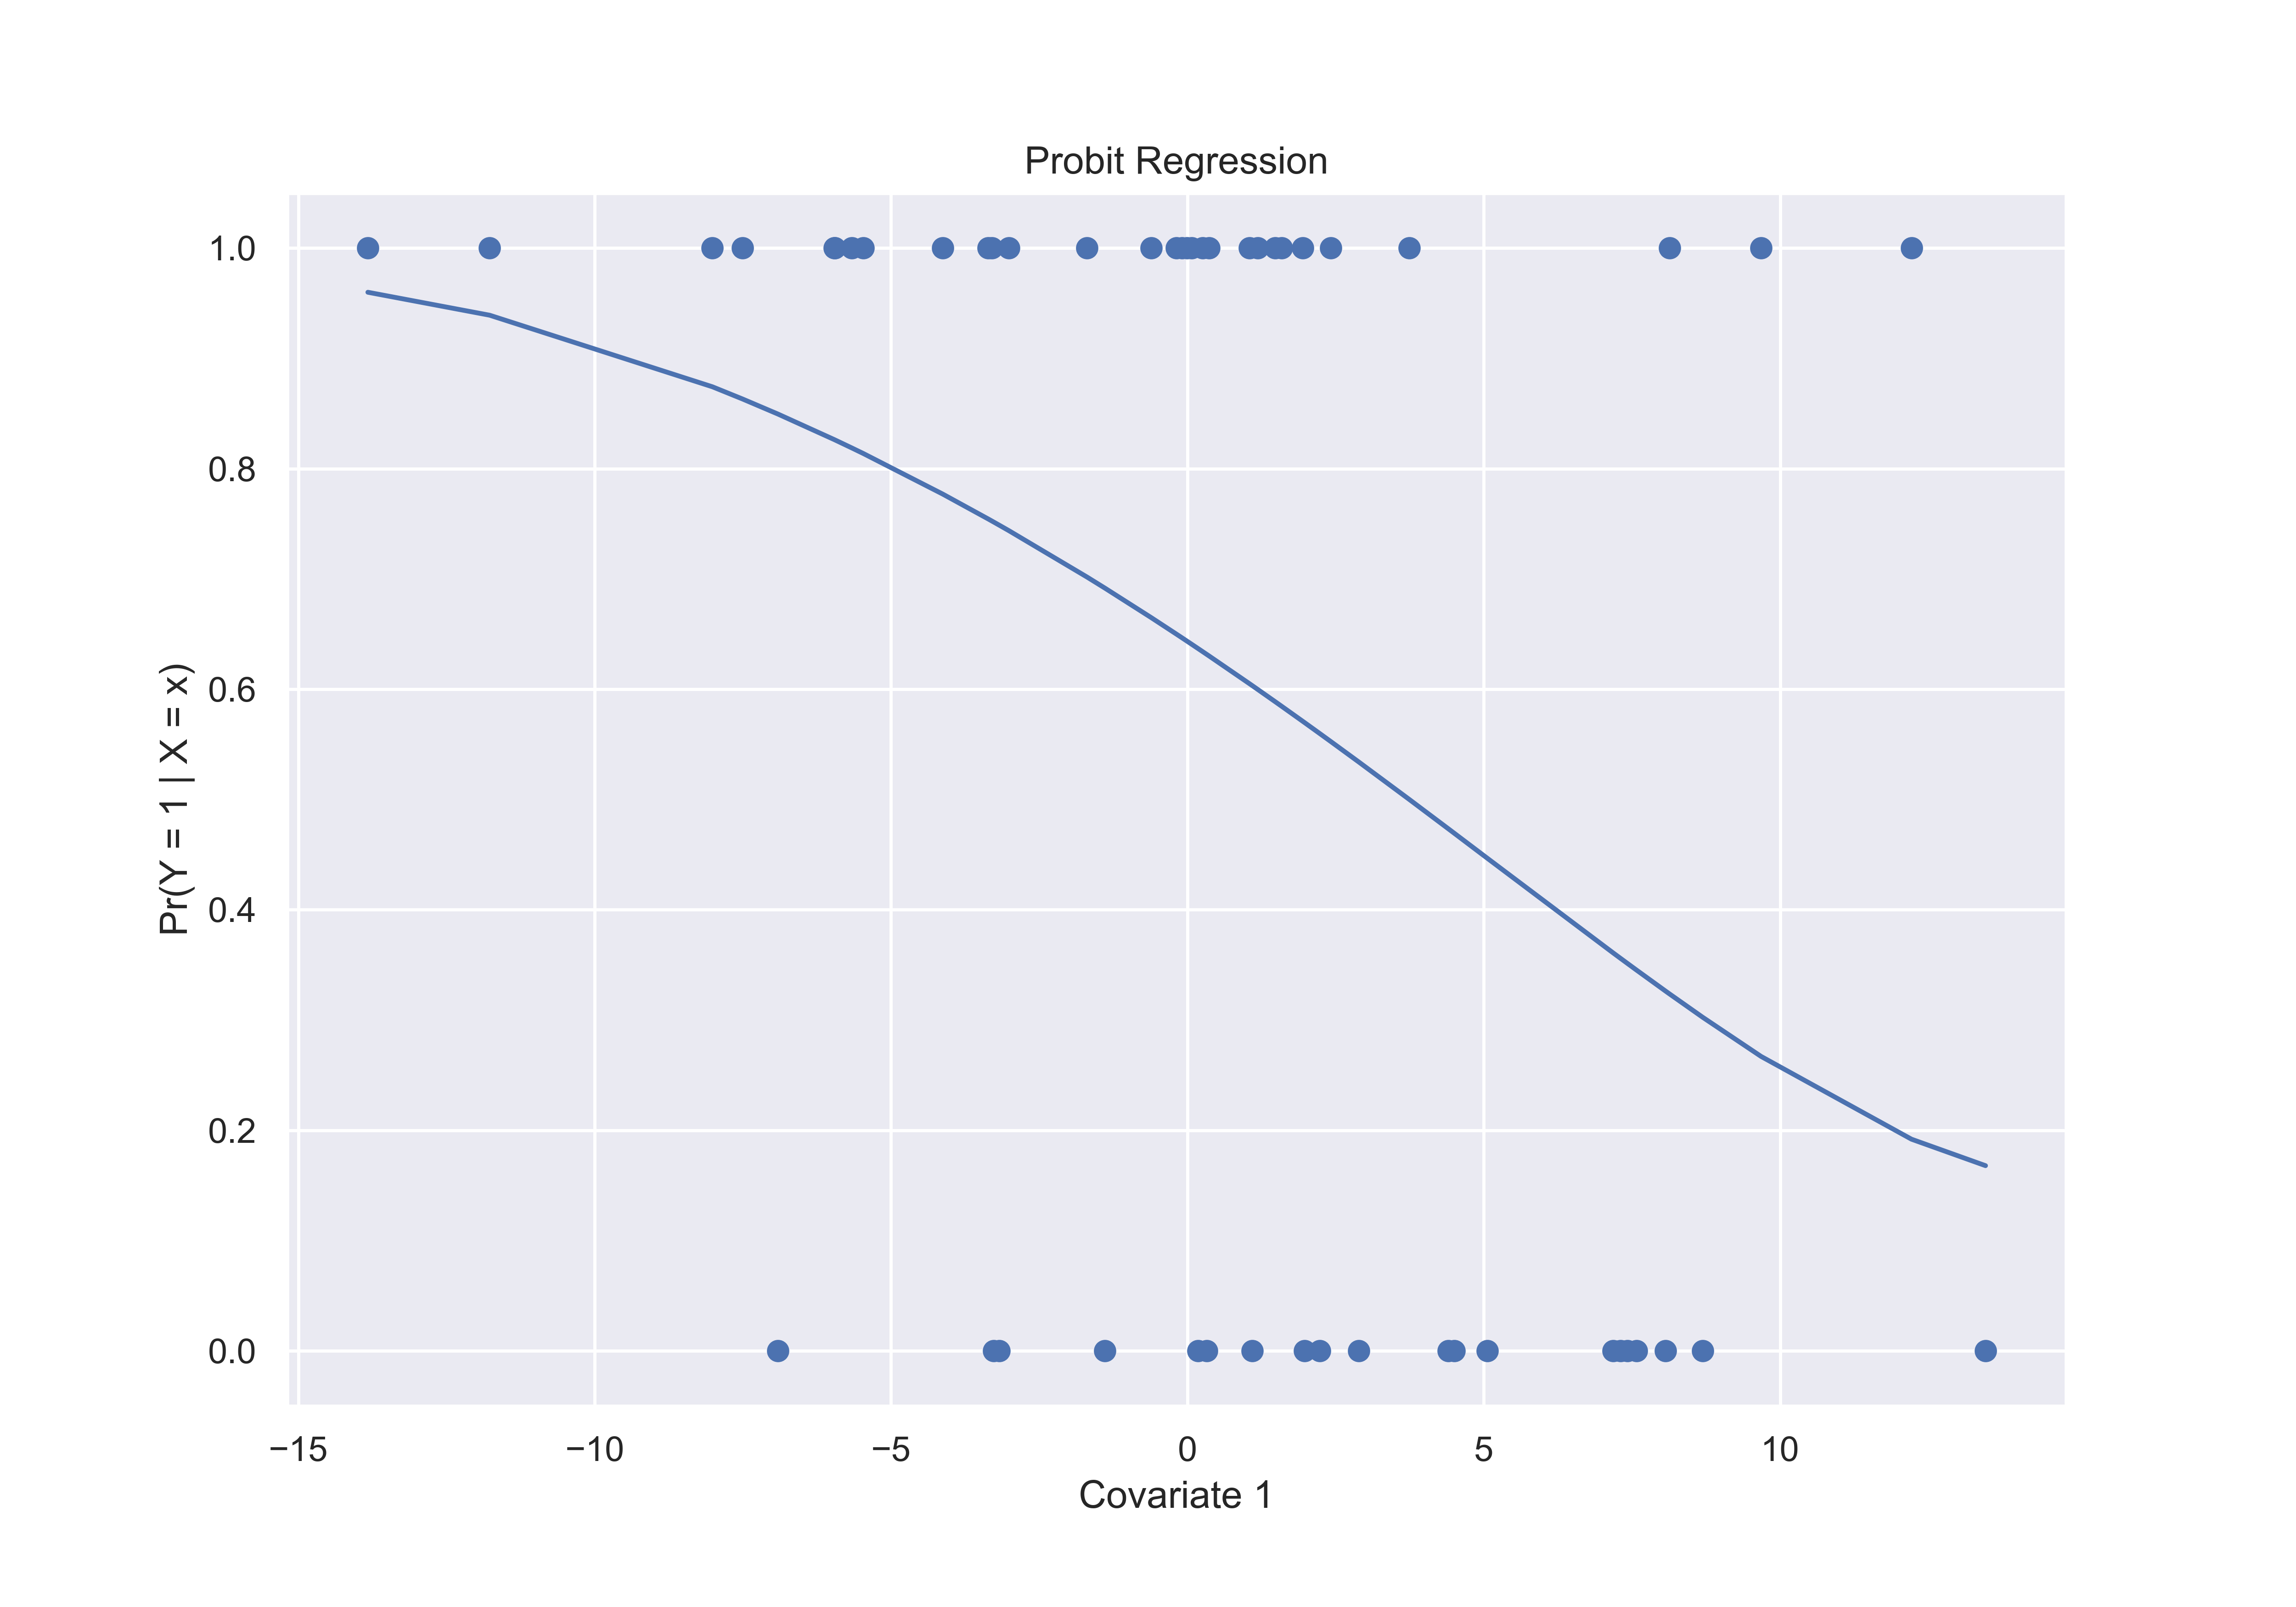 Probit Regression
1.0
0.8
0.6
0.4
0.2
0.0
Pr(Y = 1 | X = x)
−15 −10 −5 0 5 10
Covariate 1